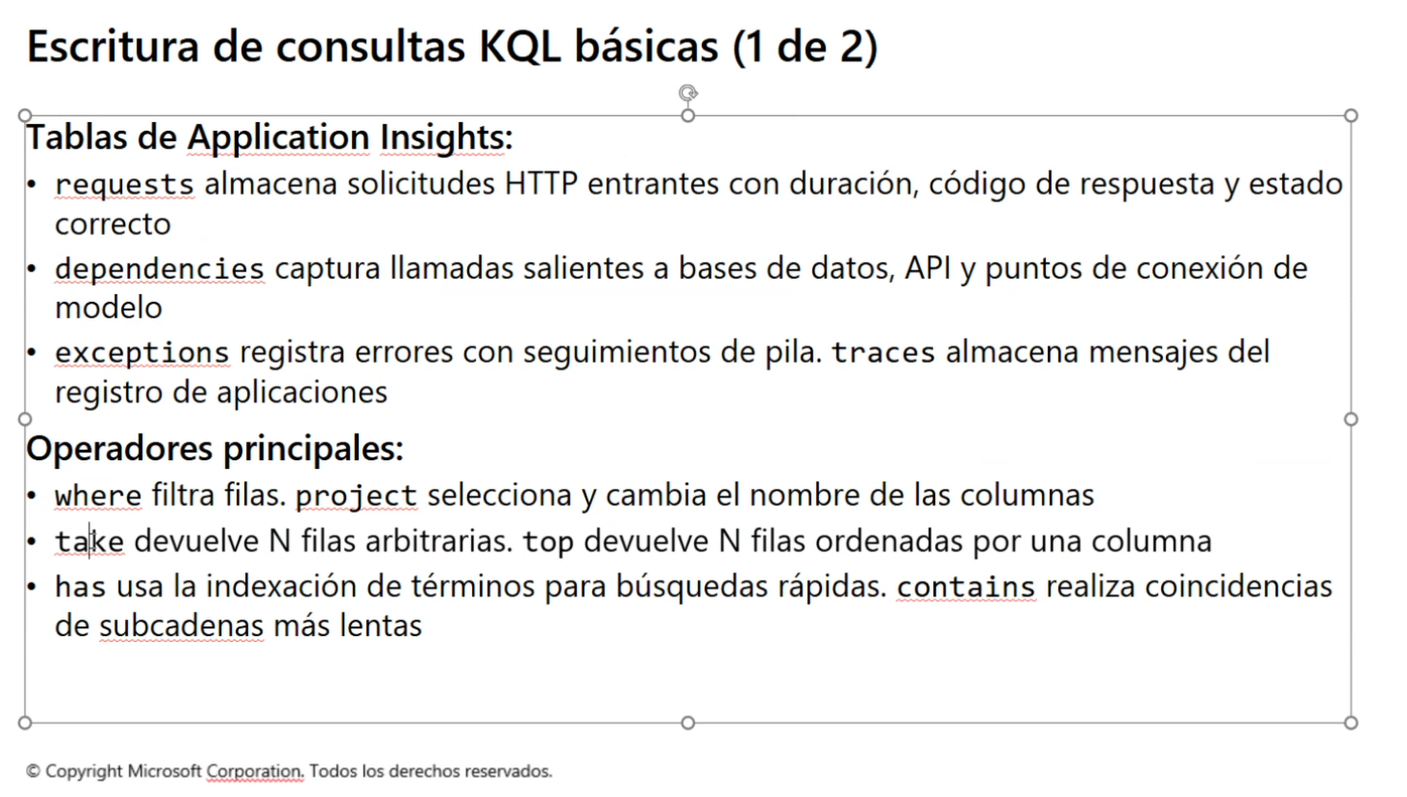 Escritura de consultas KQL básicas (1 de 2)
Tablas de Application Insights:
• requests almacena solicitudes HTTP entrantes con duración, código de respuesta y estado
correcto
• dependencies captura llamadas salientes a bases de datos, API y puntos de conexión de
modelo
• exceptions registra errores con seguimientos de pila. traces almacena mensajes del
registro de aplicaciones
Operadores principales:
• where filtra filas. project selecciona y cambia el nombre de las columnas
• take devuelve N filas arbitrarias. top devuelve N filas ordenadas por una columna
• has usa la indexación de términos para búsquedas rápidas. contains realiza coincidencias
de subcadenas más lentas
© Copyright Microsoft Corporation. Todos los derechos reservados.